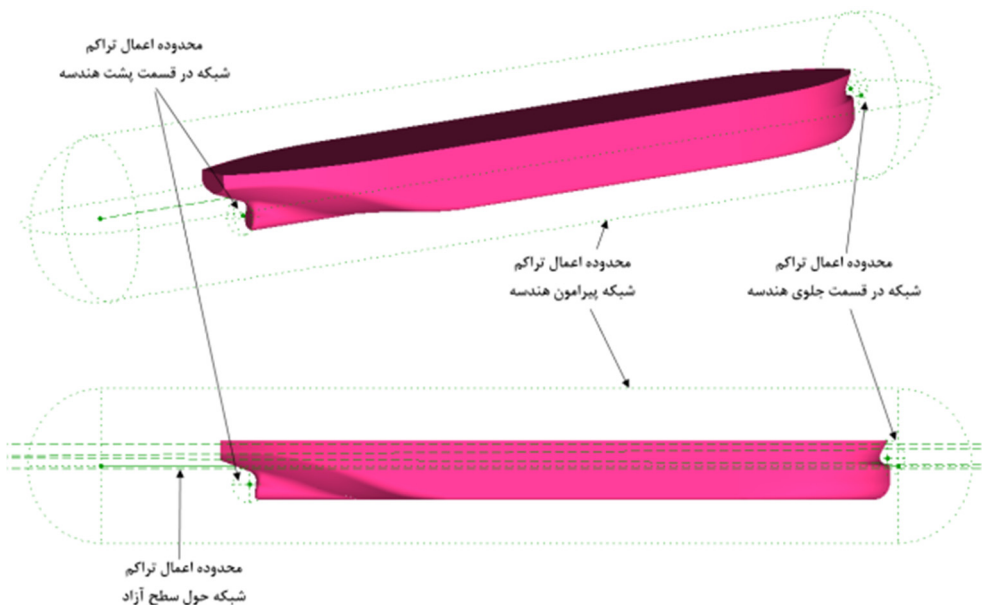 محدوده اعمال تراکم
شبکه در قسمت پشت هندسه
محدوده اعمال تراکم
شبکه پیرامون هندسه
محدوده اعمال تراکم
شبکه در قسمت جلوی هندسه
محدوده اعمال تراکم
شبکه حول سطح آزاد